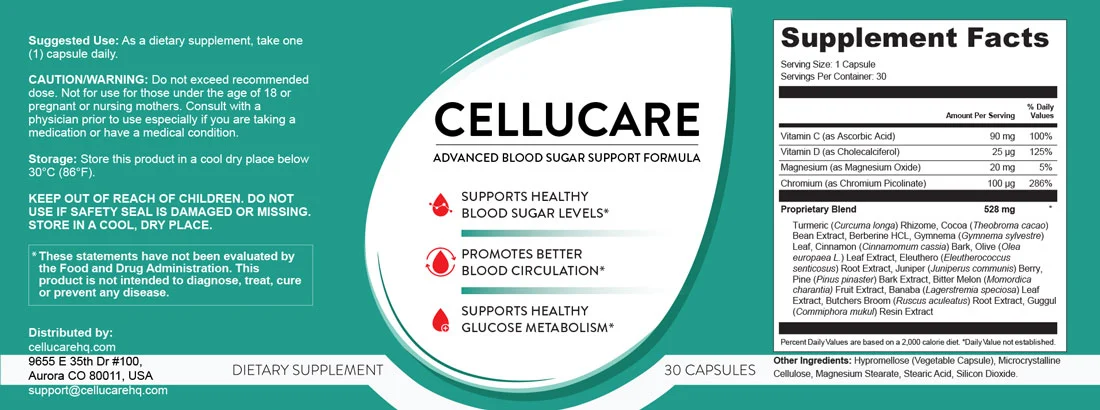 Suggested Use: As a dietary supplement, take one
(1) capsule daily.
CAUTION/WARNING: Do not exceed recommended
dose. Not for use for those under the age of 18 or
pregnant or nursing mothers. Consult with a
physician prior to use especially if you are taking a
medication or have a medical condition.
Storage: Store this product in a cool dry place below
30°C (86°F).
KEEP OUT OF REACH OF CHILDREN. DO NOT
USE IF SAFETY SEAL IS DAMAGED OR MISSING.
STORE IN A COOL, DRY PLACE.
* These statements have not been evaluated by
the Food and Drug Administration. This
product is not intended to diagnose, treat, cure
or prevent any disease.
Distributed by:
cellucarehq.com
9655 E 35th Dr #100,
Aurora CO 80011, USA
support@cellucarehq.com
DIETARY SUPPLEMENT
CELLUCARE
ADVANCED BLOOD SUGAR SUPPORT FORMULA
SUPPORTS HEALTHY
BLOOD SUGAR LEVELS*
PROMOTES BETTER
BLOOD CIRCULATION*
SUPPORTS HEALTHY
GLUCOSE METABOLISM*
30 CAPSULES
Supplement Facts
Serving Size: 1 Capsule
Servings Per Container: 30
Amount Per Serving % Daily Values
Vitamin C (as Ascorbic Acid) 90 mg 100%
Vitamin D (as Cholecalciferol) 25 µg 125%
Magnesium (as Magnesium Oxide) 20 mg 5%
Chromium (as Chromium Picolinate) 100 µg 286%
Proprietary Blend 528 mg *
Turmeric (Curcuma longa) Rhizome, Cocoa (Theobroma cacao)
Bean Extract, Berberine HCL, Gymnema (Gymnema sylvestre)
Leaf, Cinnamon (Cinnamomum cassia) Bark, Olive (Olea
europaea L.) Leaf Extract, Eleuthero (Eleutherococcus
senticosus) Root Extract, Juniper (Juniperus communis) Berry,
Pine (Pinus pinaster) Bark Extract, Bitter Melon (Momordica
charantia) Fruit Extract, Banaba (Lagerstremia speciosa) Leaf
Extract, Butchers Broom (Ruscus aculeatus) Root Extract, Guggul
(Commiphora mukul) Resin Extract
Percent Daily Values are based on a 2,000 calorie diet. *Daily Value not established.
Other Ingredients: Hypromellose (Vegetable Capsule), Microcrystalline
Cellulose, Magnesium Stearate, Stearic Acid, Silicon Dioxide.